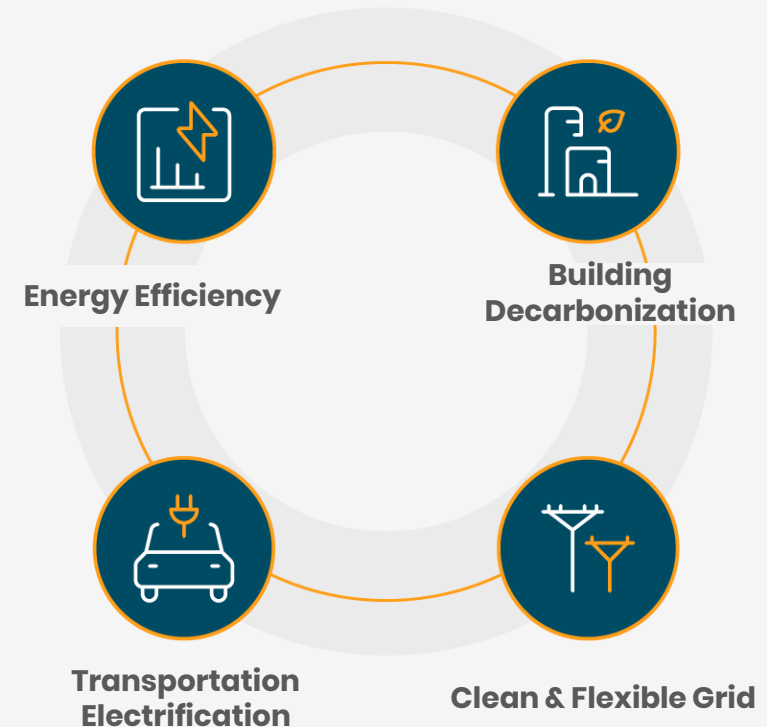 Energy Efficiency
Building
Decarbonization
Transportation
Electrification
Clean & Flexible Grid